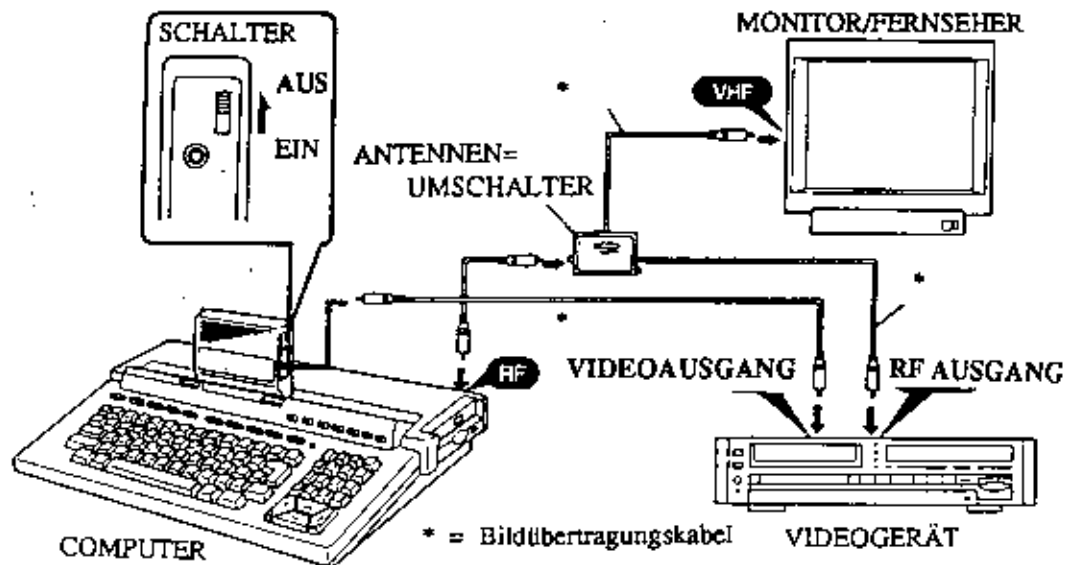 SCHALTER
AUS
EIN
MONITOR/FERNSEHER
*
VHF
ANTENNEN=
UMSCHALTER
*
*
RF
VIDEOAUSGANG
RF AUSGANG
* = Bildübertragungskabel
COMPUTER
VIDEOGERÄT